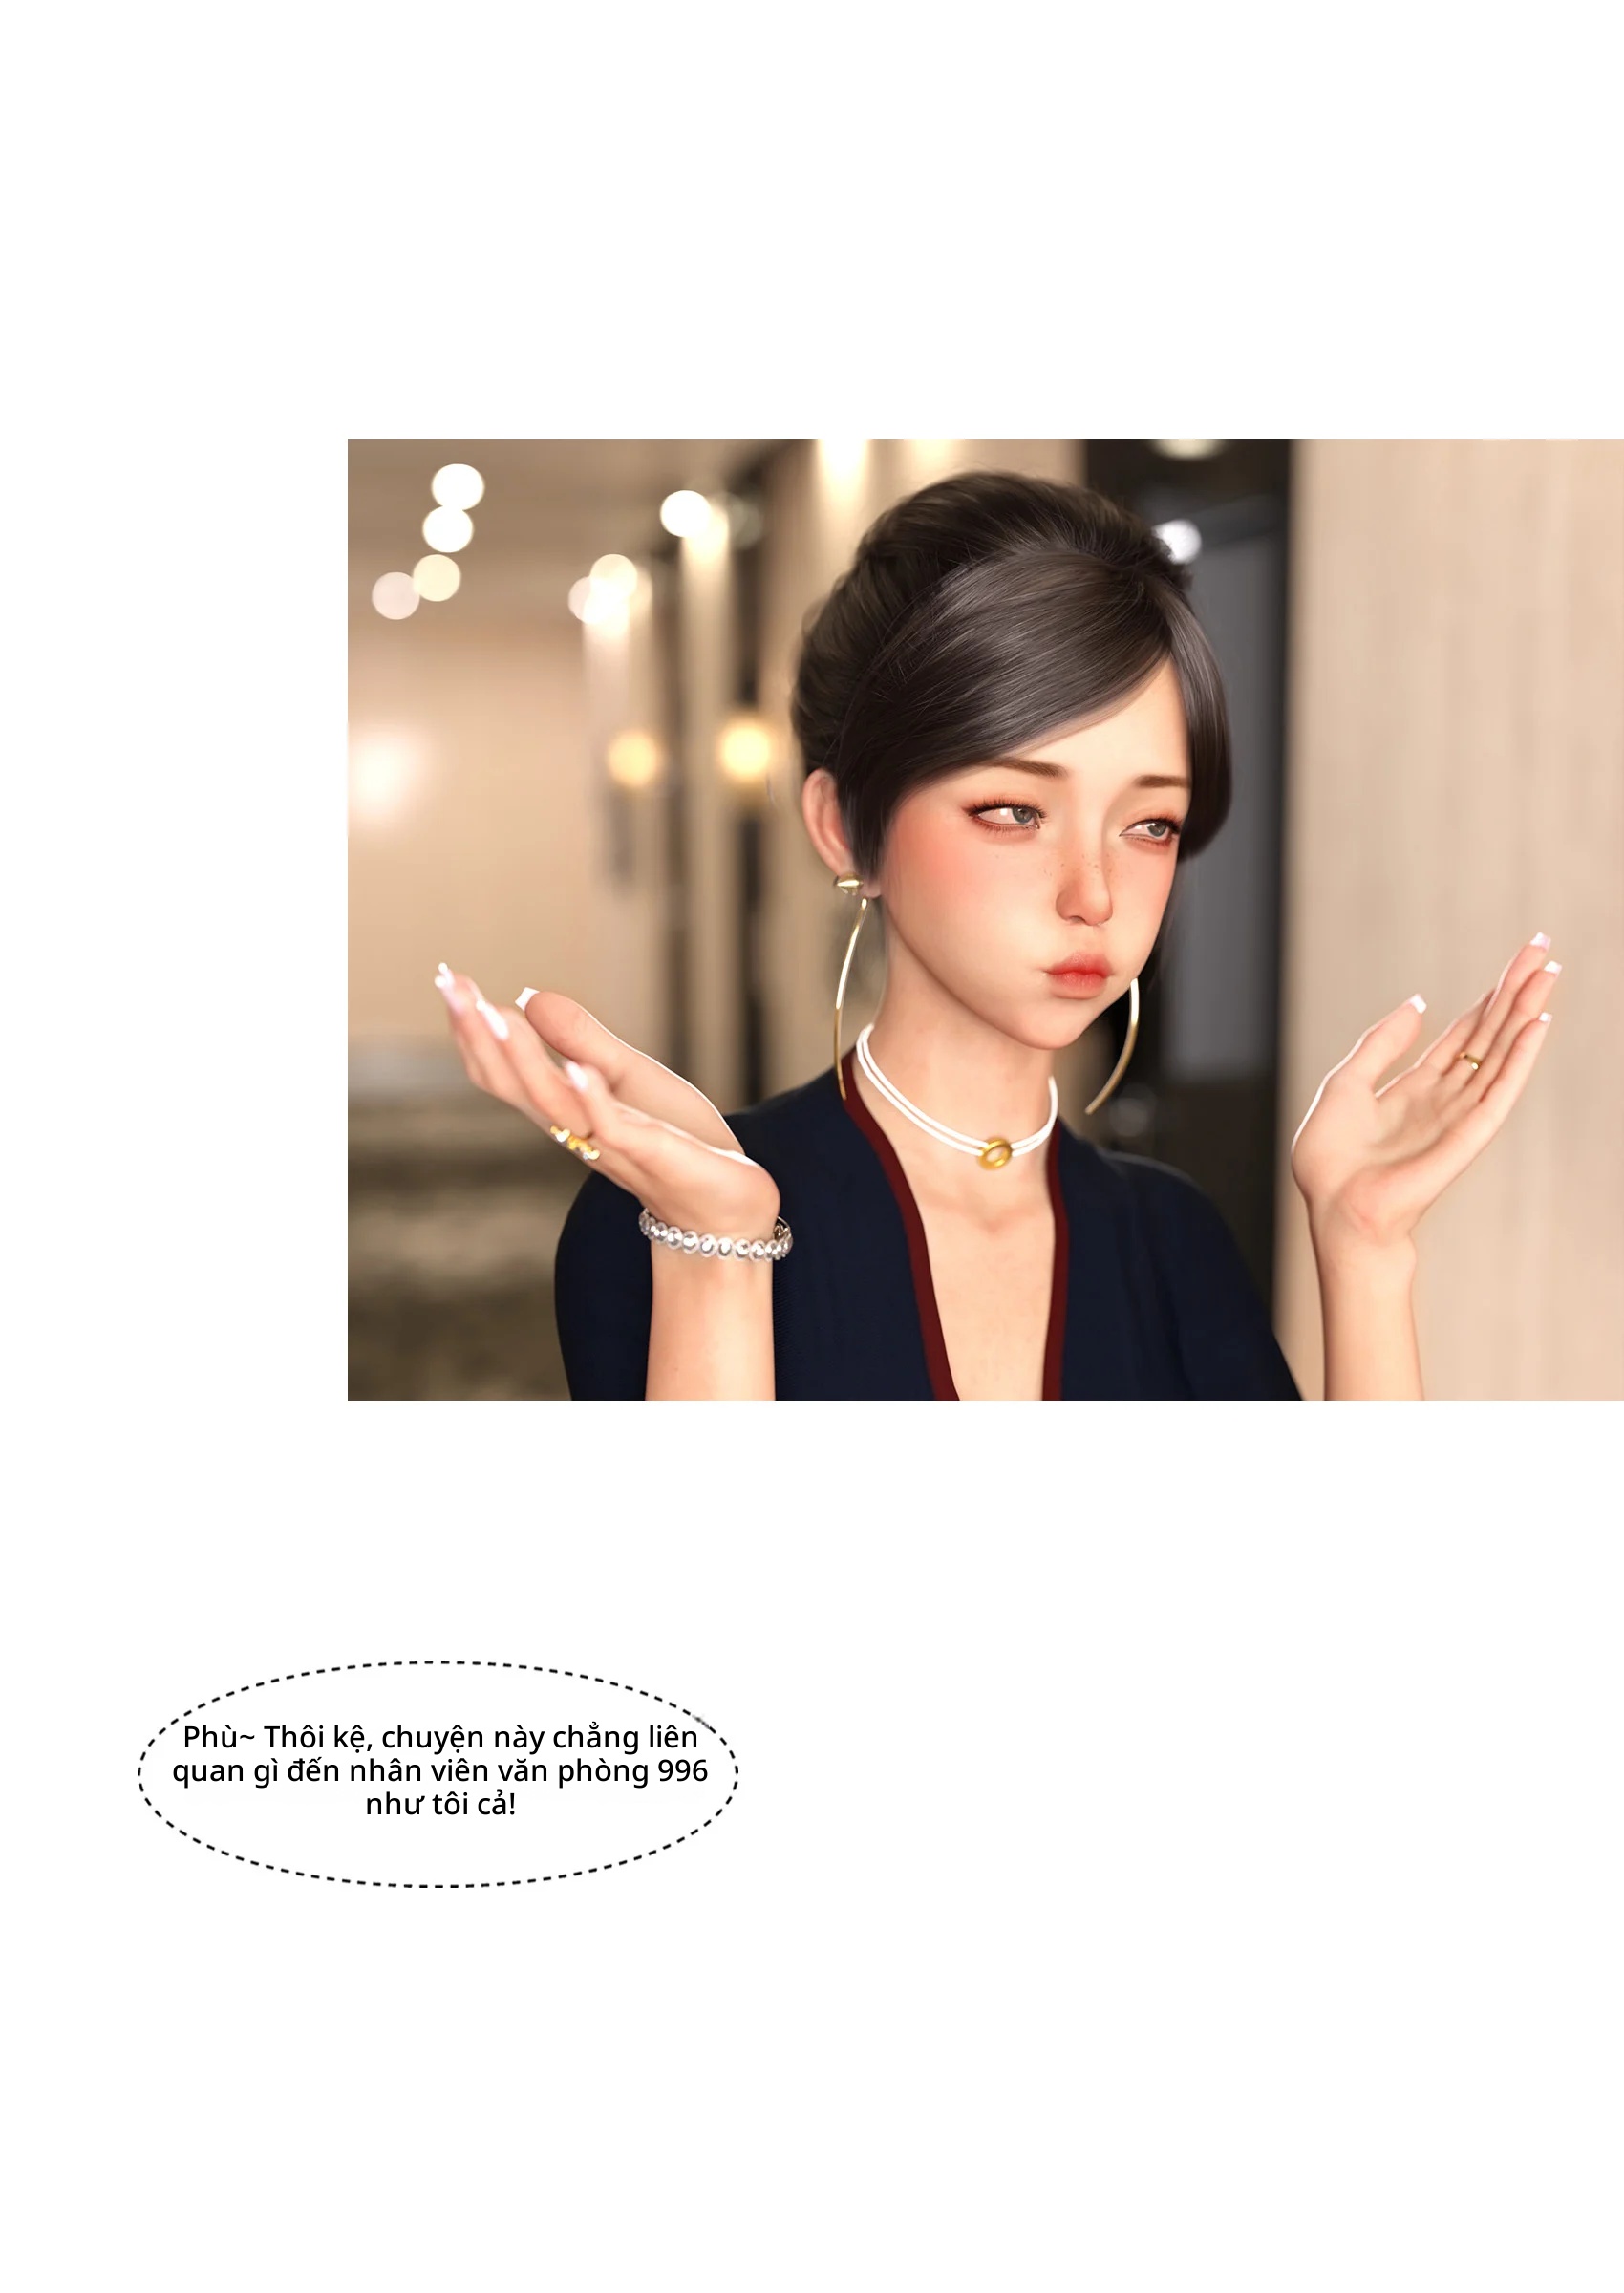 Phù~ Thôi kệ, chuyện này chẳng liên
quan gì đến nhân viên văn phòng 996
như tôi cả!